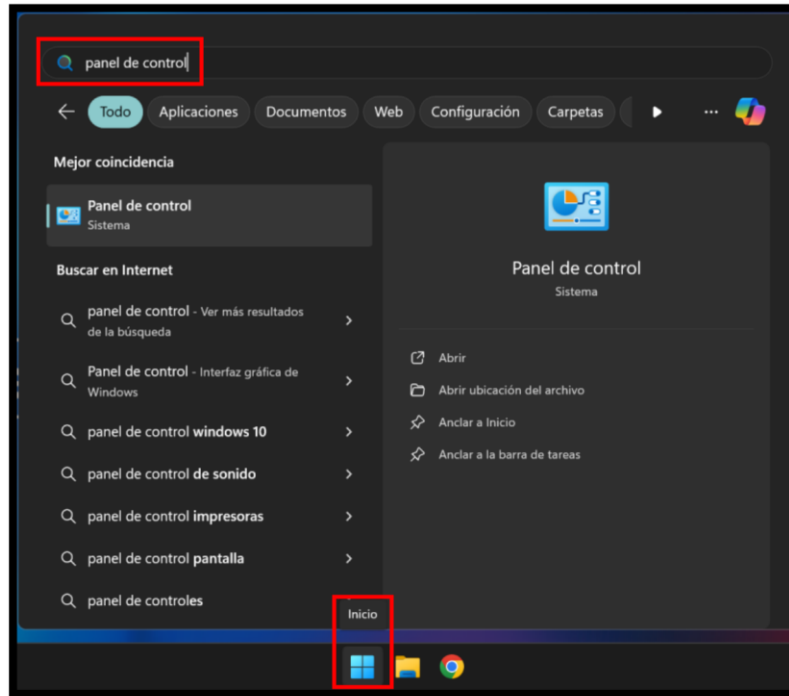 panel de control
Todo Aplicaciones Documentos Web Configuración Carpetas
Mejor coincidencia
Panel de control
Sistema
Buscar en Internet
panel de control - Ver más resultados
de la búsqueda
Panel de control - Interfaz gráfica de
Windows
panel de control windows 10
panel de control de sonido
panel de control impresoras
panel de control pantalla
panel de controles
Panel de control
Sistema
Abrir
Abrir ubicación del archivo
Anclar a Inicio
Anclar a la barra de tareas
Inicio